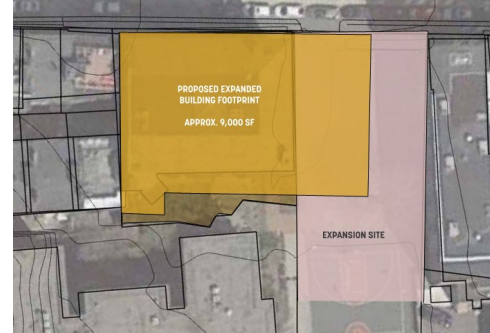 PROPOSED EXPANDED
BUILDING FOOTPRINT
APPROX. 9,000 SF
EXPANSION SITE